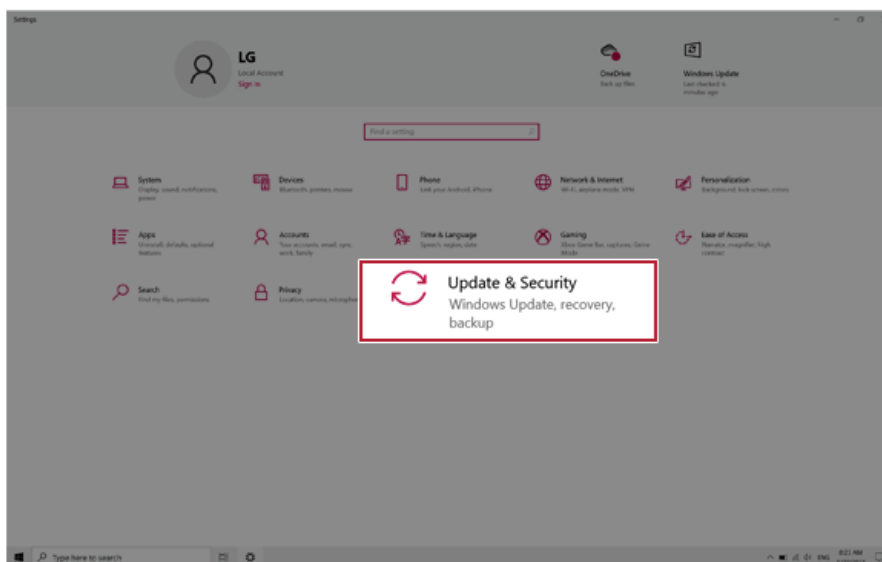 Settings
LG
Local Account
Sign in
OneDrive
Back up files
Windows Update
Last checked: 6
minutes ago
Find a setting
System
Display, sound, notifications,
power
Devices
Bluetooth, printers, mouse
Phone
Link your Android, iPhone
Network & Internet
Wi-Fi, airplane mode, VPN
Personalization
Background, lock screen, colors
Apps
Uninstall, defaults, optional
features
Accounts
Your accounts, email, sync,
work, family
Time & Language
Speech, region, date
Gaming
Xbox Game Bar, captures, Game
Mode
Ease of Access
Narrator, magnifier, high
contrast
Search
Find my files, permissions
Privacy
Location, camera,
Update & Security
Windows Update, recovery,
backup
Type here to search
ENG
8:23 AM